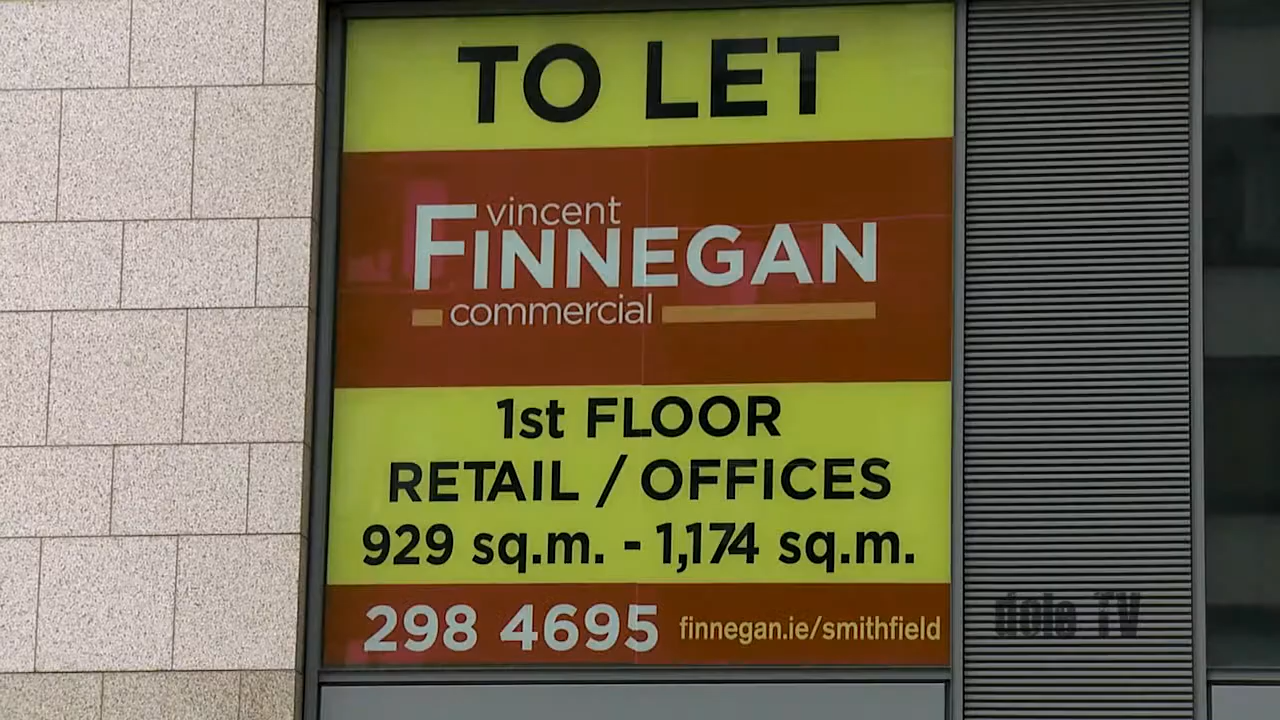 TO LET
vincent
FINNEGAN
commercial
1st FLOOR
RETAIL / OFFICES
929 sq.m. - 1,174 sq.m.
298 4695 finnegan.ie/smithfield
dole TV